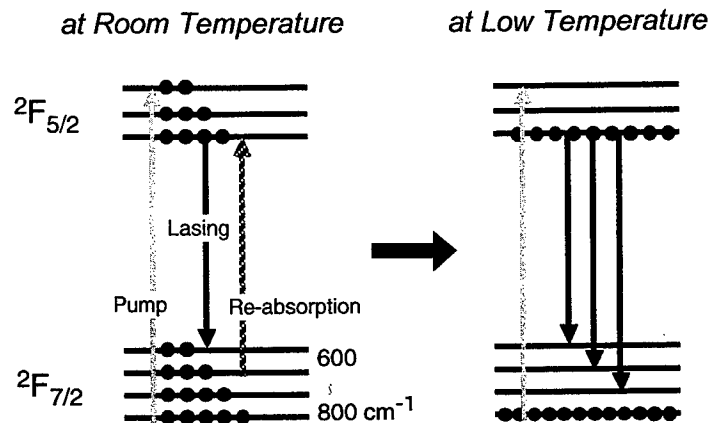 at Room Temperature
at Low Temperature
²F₅/₂
Lasing
Pump
Re-absorption
600
~
800 cm⁻¹
²F₇/₂